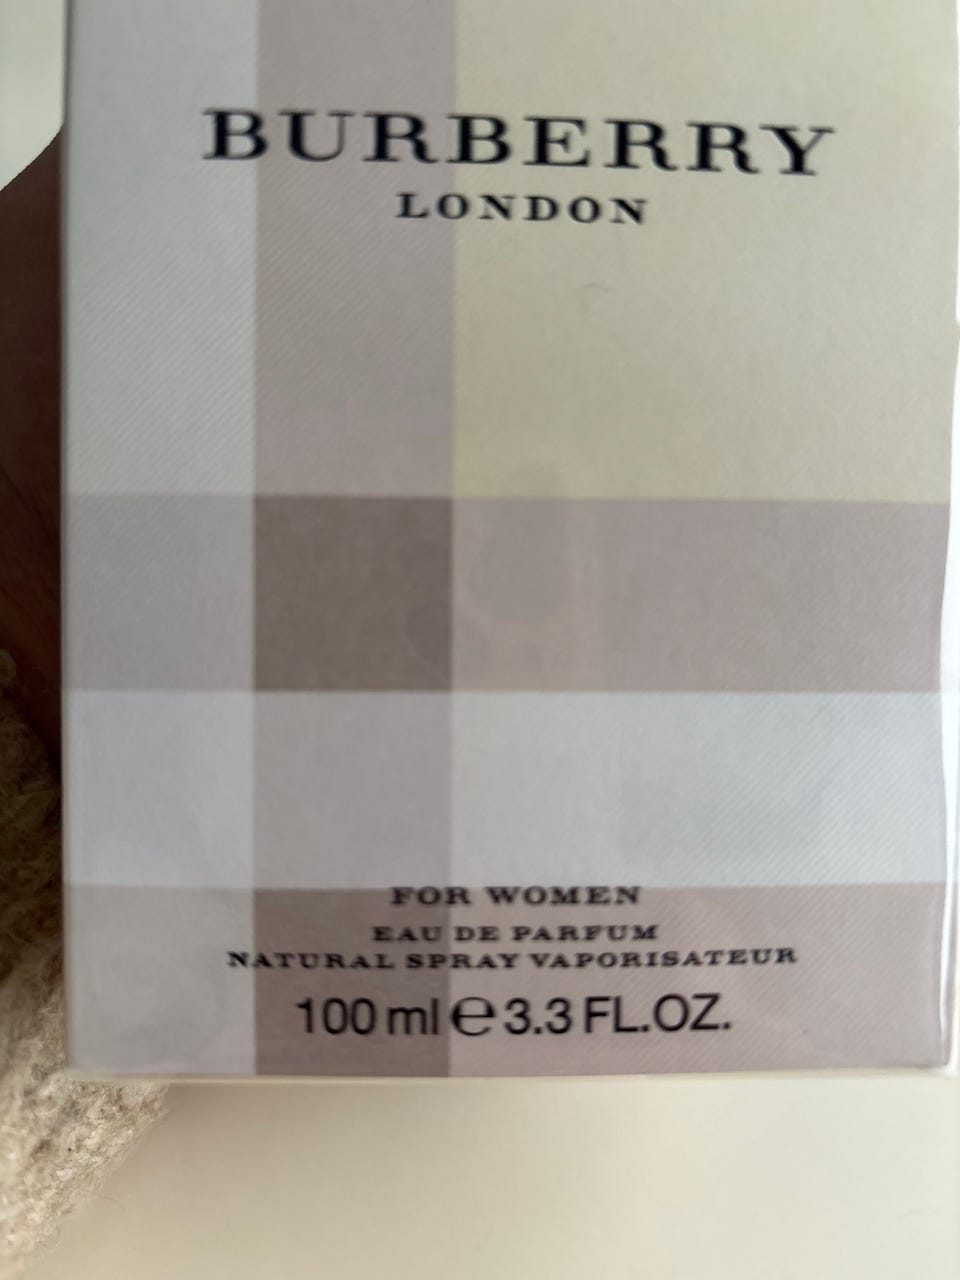 BURBERRY
LONDON
FOR WOMEN
EAU DE PARFUM
NATURAL SPRAY VAPORISATEUR
100 ml ℮ 3.3 FL.OZ.